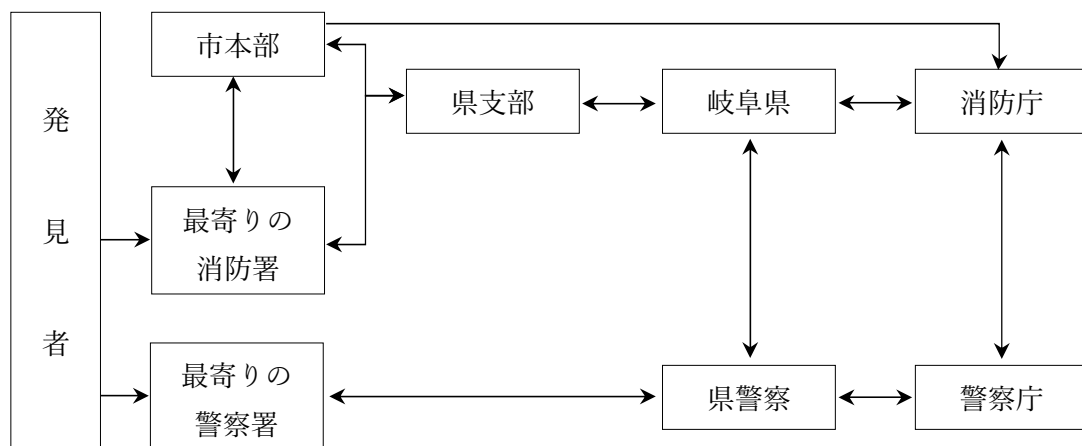 発見者
市本部
県支部
岐阜県
消防庁
最寄りの
消防署
最寄りの
警察署
県警察
警察庁